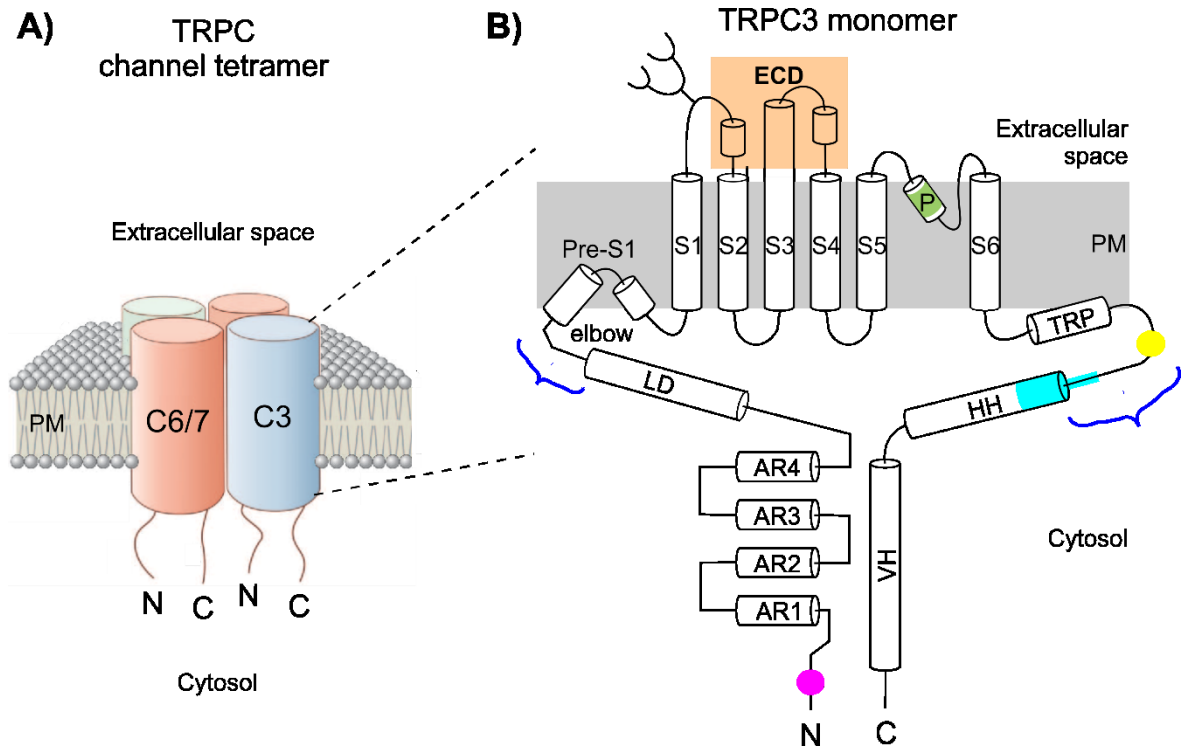 A)
TRPC
channel tetramer
Extracellular space
PM
C6/7
C3
N
C
N
C
Cytosol
B)
TRPC3 monomer
ECD
Extracellular
space
P
S1
S2
S3
S4
S5
S6
PM
Pre-S1
elbow
TRP
LD
HH
AR4
AR3
AR2
AR1
VH
Cytosol
N
C